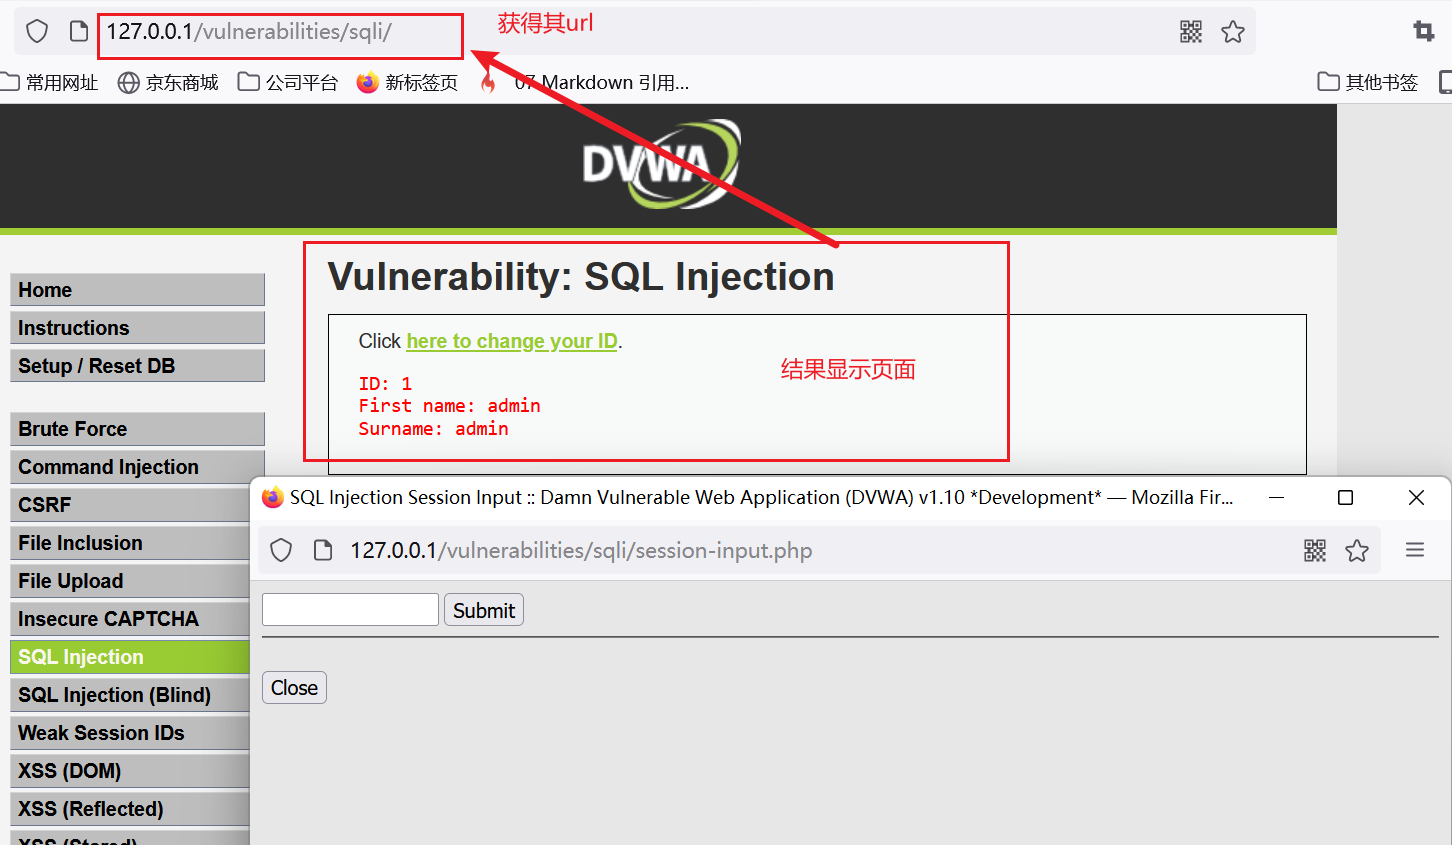 127.0.0.1/vulnerabilities/sqli/
获得其url
常用网址
京东商城
公司平台
新标签页
07-Markdown 引用...
其他书签
DVWA
Vulnerability: SQL Injection
Home
Instructions
Setup / Reset DB
Click here to change your ID.
结果显示页面
ID: 1
First name: admin
Surname: admin
Brute Force
Command Injection
CSRF
File Inclusion
File Upload
Insecure CAPTCHA
SQL Injection
SQL Injection (Blind)
Weak Session IDs
XSS (DOM)
XSS (Reflected)
XSS (Stored)
SQL Injection Session Input :: Damn Vulnerable Web Application (DVWA) v1.10 *Development* — Mozilla Fir...
127.0.0.1/vulnerabilities/sqli/session-input.php
Submit
Close